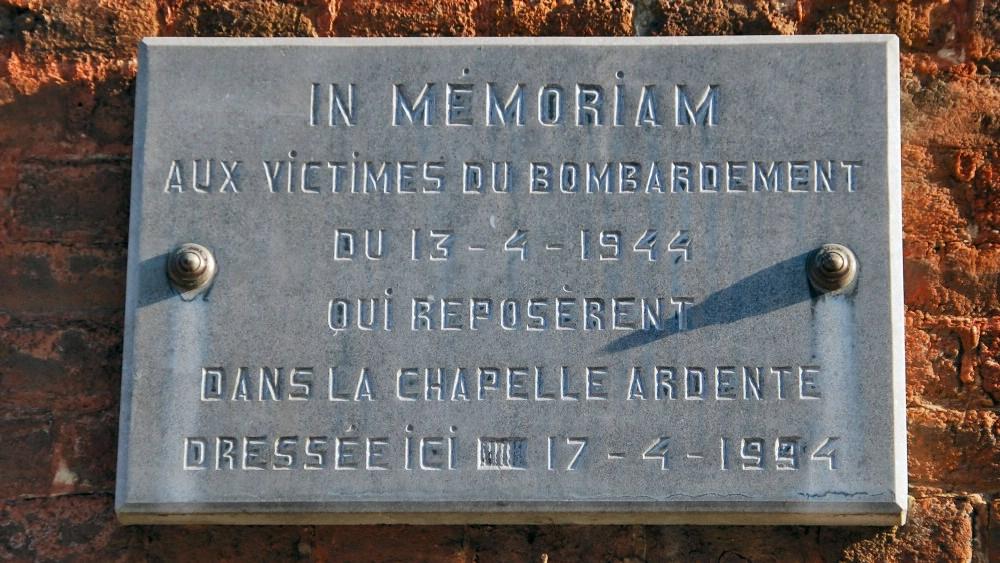 IN MÉMORIAM
AUX VICTIMES DU BOMBARDEMENT
DU 13 - 4 - 1944
QUI REPOSÈRENT
DANS LA CHAPELLE ARDENTE
DRESSÉE ICI 17 - 4 - 1994